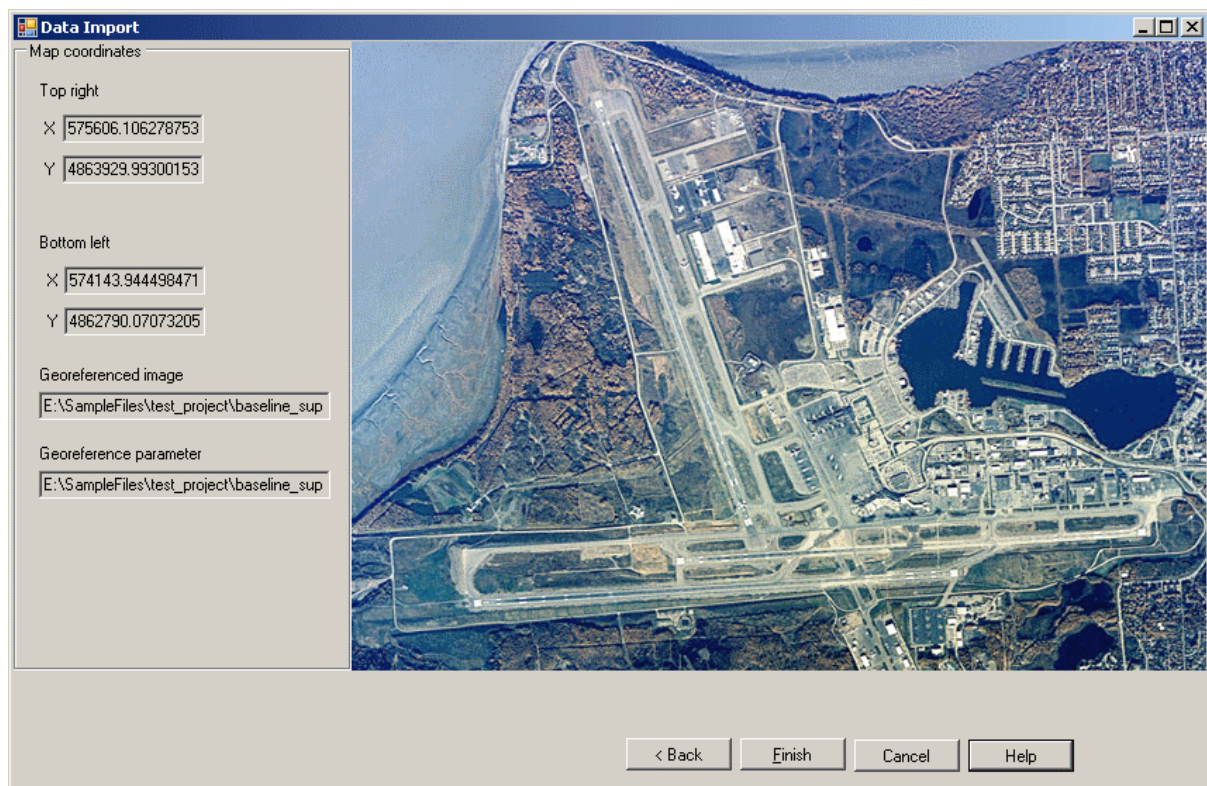 Data Import
Map coordinates
Top right
X 575606.106278753
Y 4863929.99300153
Bottom left
X 574143.944498471
Y 4862790.07073205
Georeferenced image
E:\SampleFiles\test_project\baseline_sup
Georeference parameter
E:\SampleFiles\test_project\baseline_sup
< Back
Finish
Cancel
Help